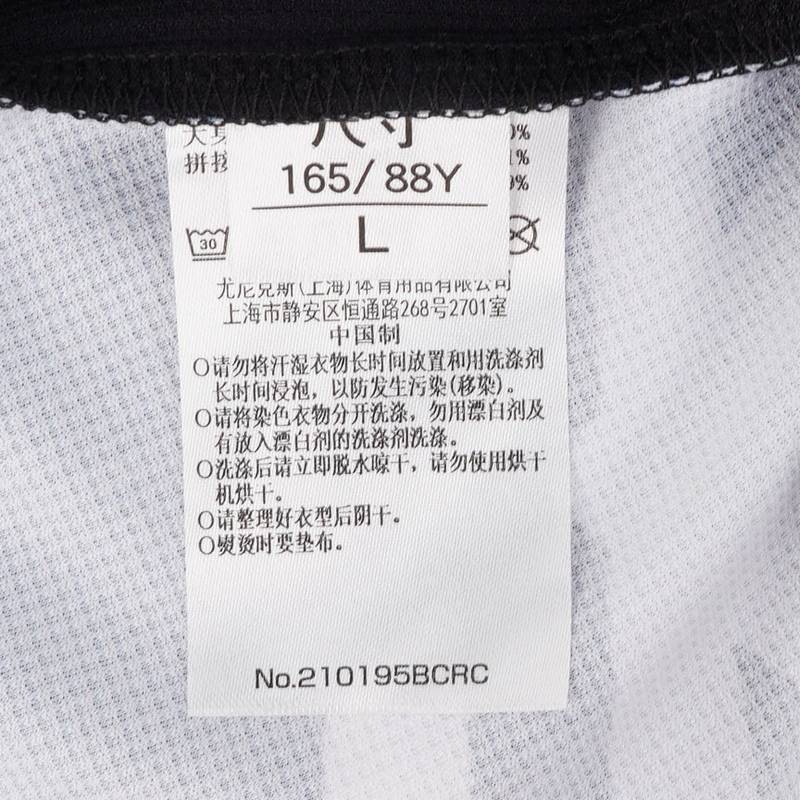 尺寸
165/88Y
L
拼接
1%
30
尤尼克斯(上海)体育用品有限公司
上海市静安区恒通路268号2701室
中国制
○请勿将汗湿衣物长时间放置和用洗涤剂
长时间浸泡，以防发生污染(移染)。
○请将染色衣物分开洗涤，勿用漂白剂及
有放入漂白剂的洗涤剂洗涤。
○洗涤后请立即脱水晾干，请勿使用烘干
机烘干。
○请整理好衣型后阴干。
○熨烫时要垫布。
No.210195BCRC